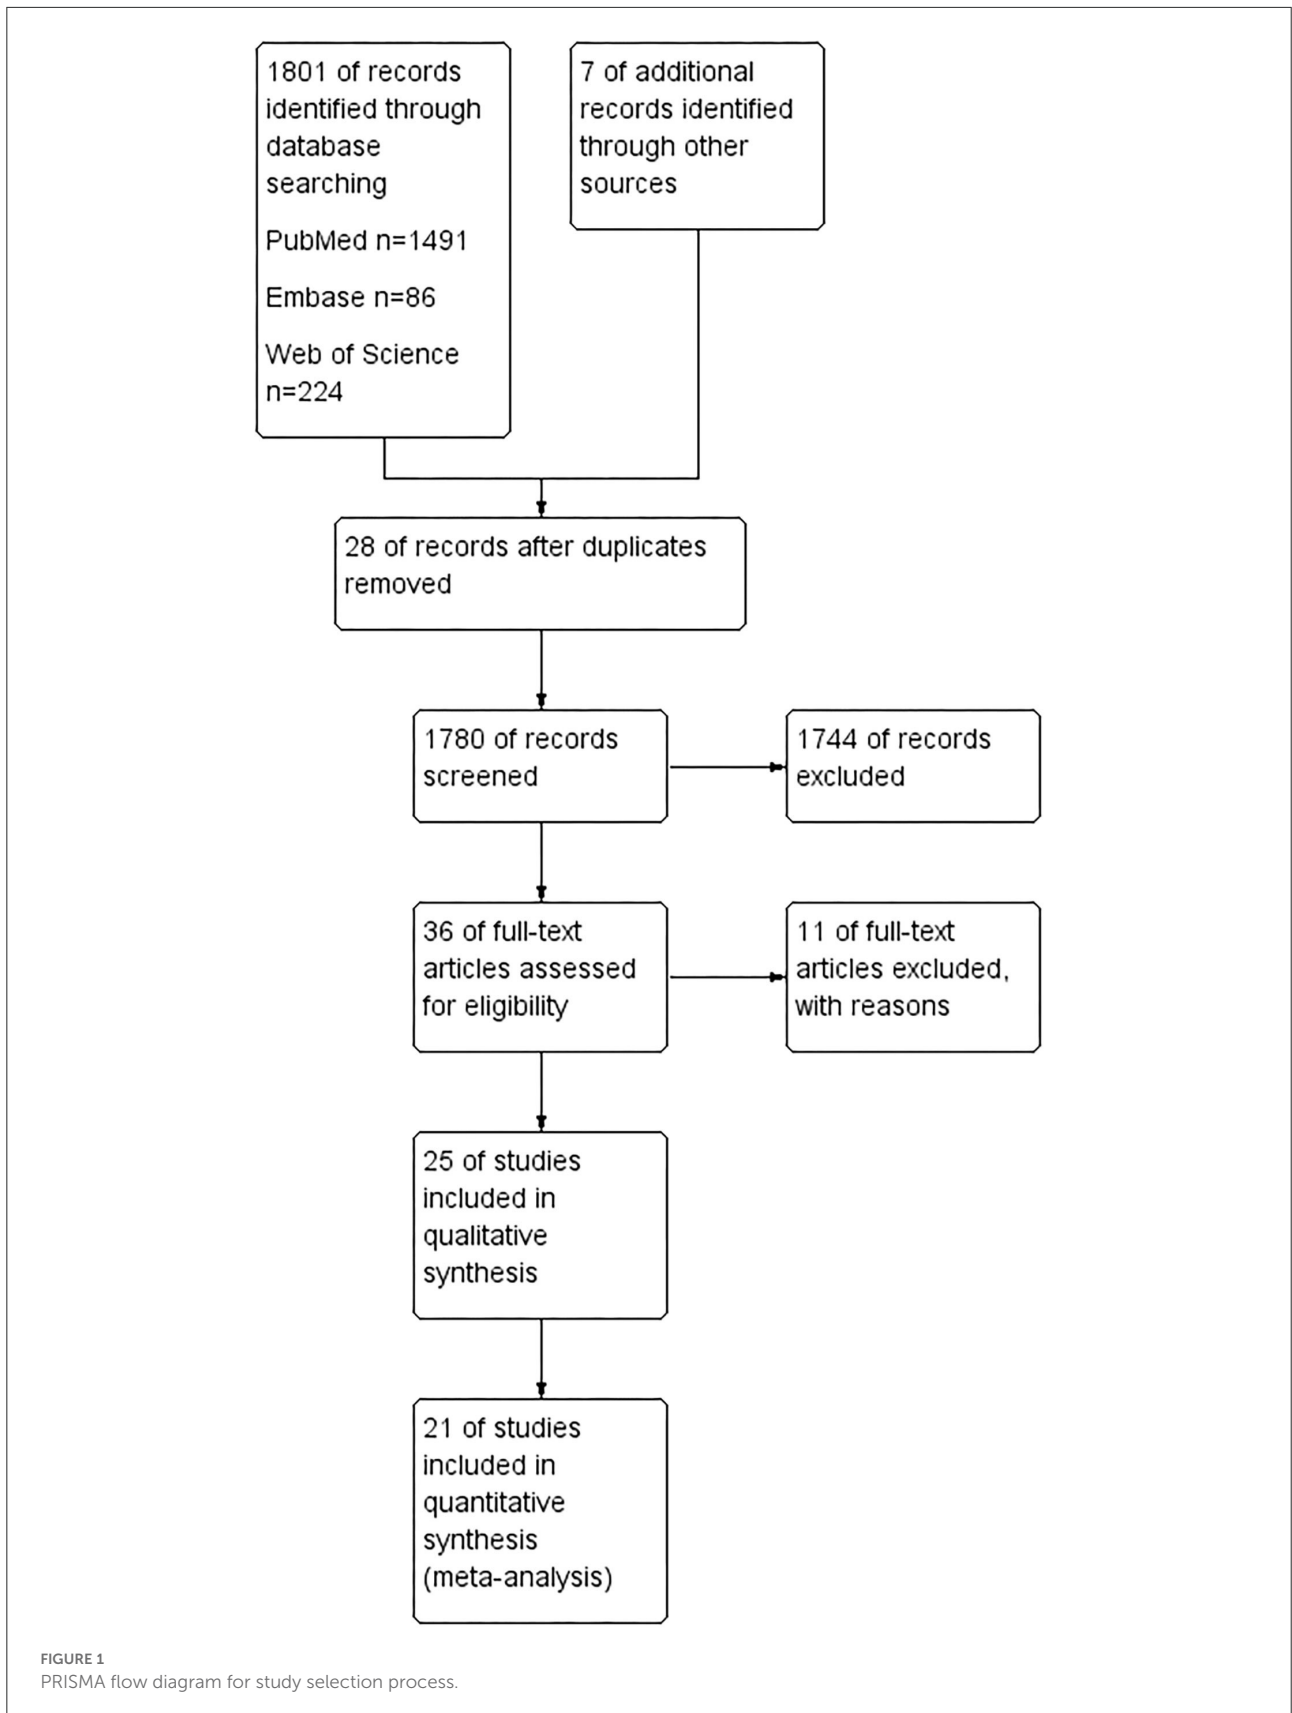 1801 of records
identified through
database
searching
PubMed n=1491
Embase n=86
Web of Science
n=224
7 of additional
records identified
through other
sources
28 of records after duplicates
removed
1780 of records
screened
1744 of records
excluded
36 of full-text
articles assessed
for eligibility
11 of full-text
articles excluded,
with reasons
25 of studies
included in
qualitative
synthesis
21 of studies
included in
quantitative
synthesis
(meta-analysis)
FIGURE 1
PRISMA flow diagram for study selection process.